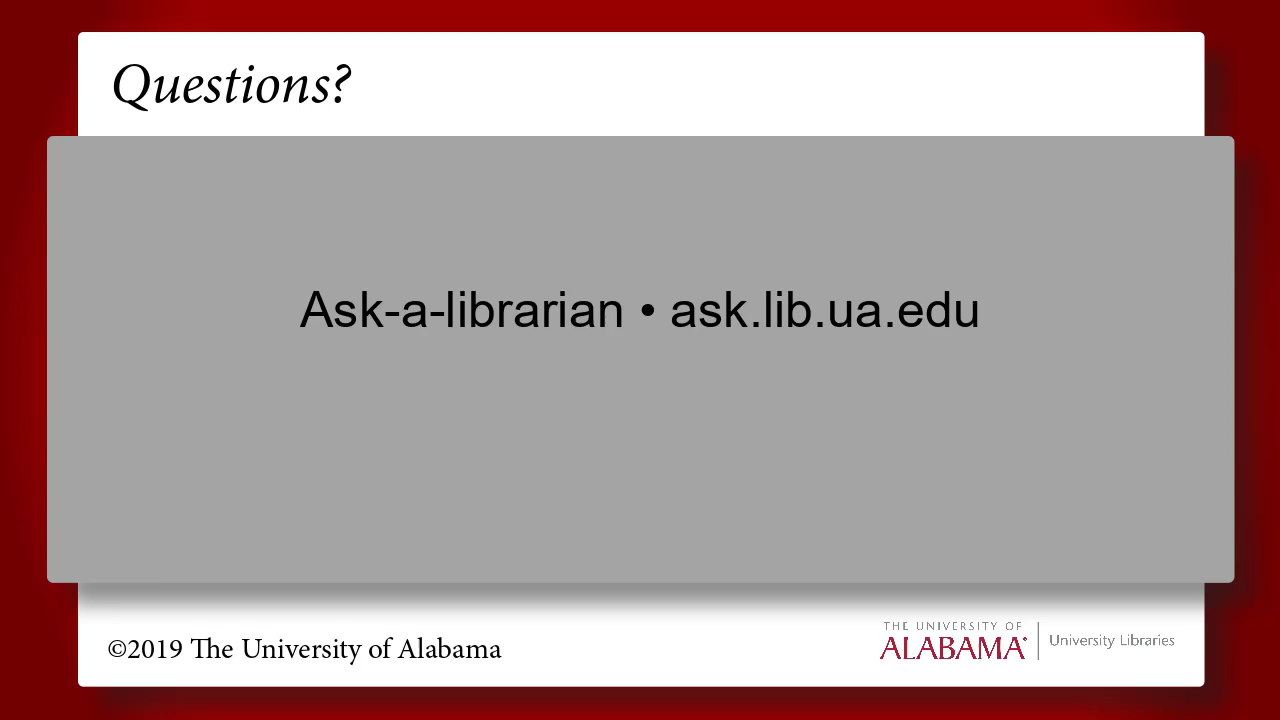 Questions?
Ask-a-librarian • ask.lib.ua.edu
©2019 The University of Alabama
THE UNIVERSITY OF
ALABAMA
University Libraries